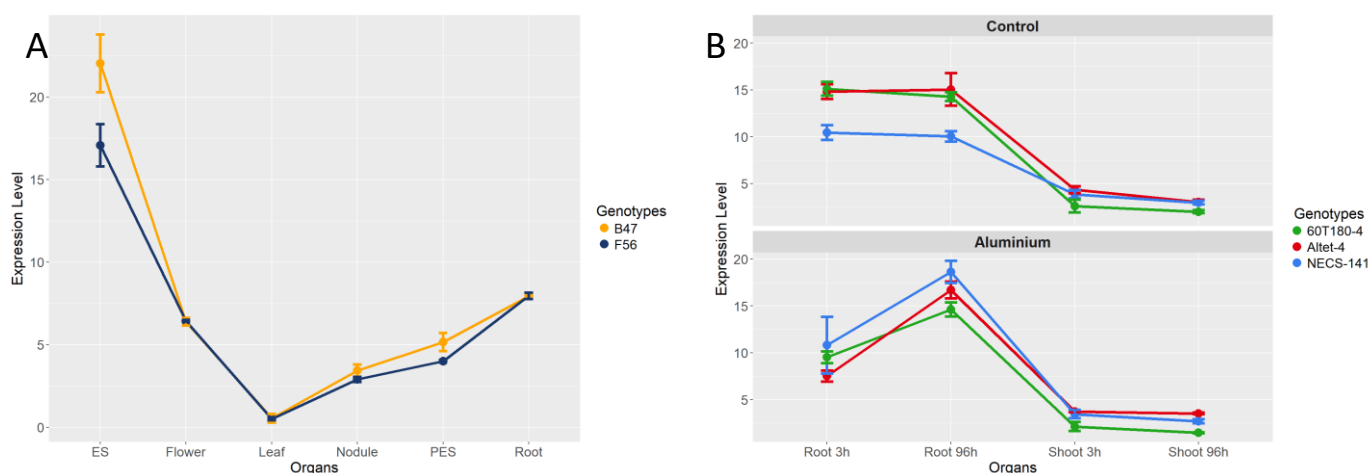 A
Expression Level
20
15
10
5
0
ES Flower Leaf Nodule PES Root
Organs
Genotypes
B47
F56
B
Control
20
15
10
5
Aluminium
20
15
10
5
Expression Level
Root 3h Root 96h Shoot 3h Shoot 96h
Organs
Genotypes
60T180-4
Altet-4
NECS-141